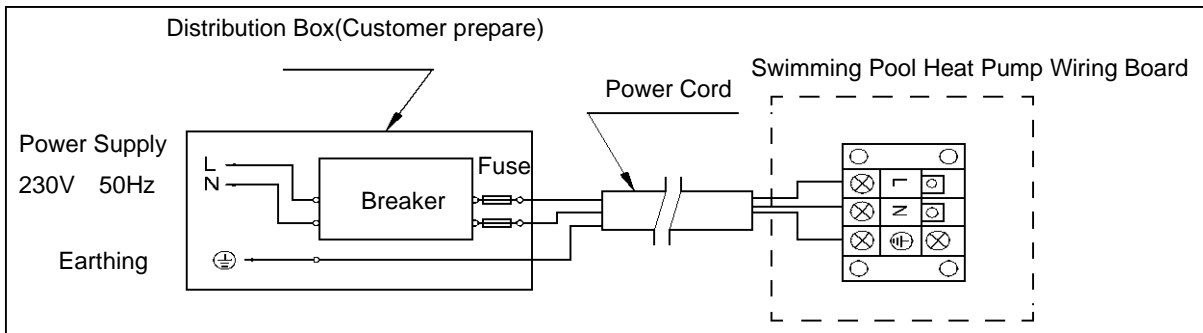 Distribution Box(Customer prepare)
Swimming Pool Heat Pump Wiring Board
Power Cord
Power Supply
230V 50Hz
L
N
Fuse
Breaker
Earthing
L
N